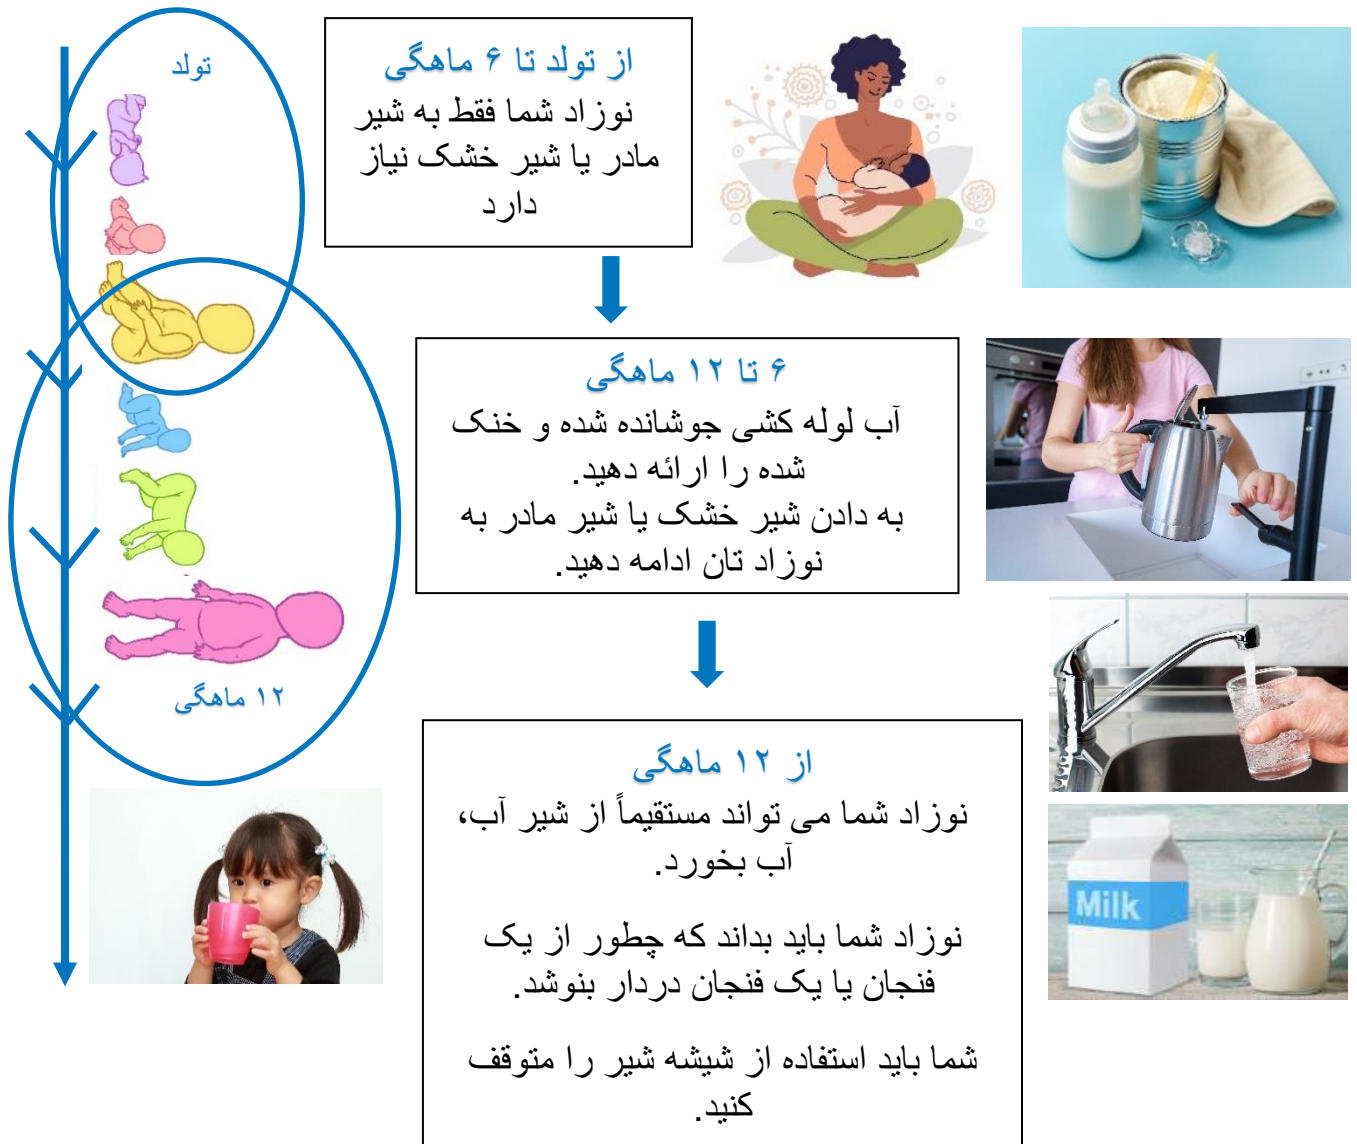 تولد
۱۲ ماهگی
از تولد تا ۶ ماهگی
نوزاد شما فقط به شیر
مادر یا شیر خشک نیاز
دارد
۶ تا ۱۲ ماهگی
آب لوله کشی جوشانده شده و خنک
شده را ارائه دهید.
به دادن شیر خشک یا شیر مادر به
نوزاد تان ادامه دهید.
از ۱۲ ماهگی
نوزاد شما می تواند مستقیماً از شیر آب،
آب بخورد.
نوزاد شما باید بداند که چطور از یک
فنجان یا یک فنجان دردار بنوشد.
شما باید استفاده از شیشه شیر را متوقف
کنید.
Milk